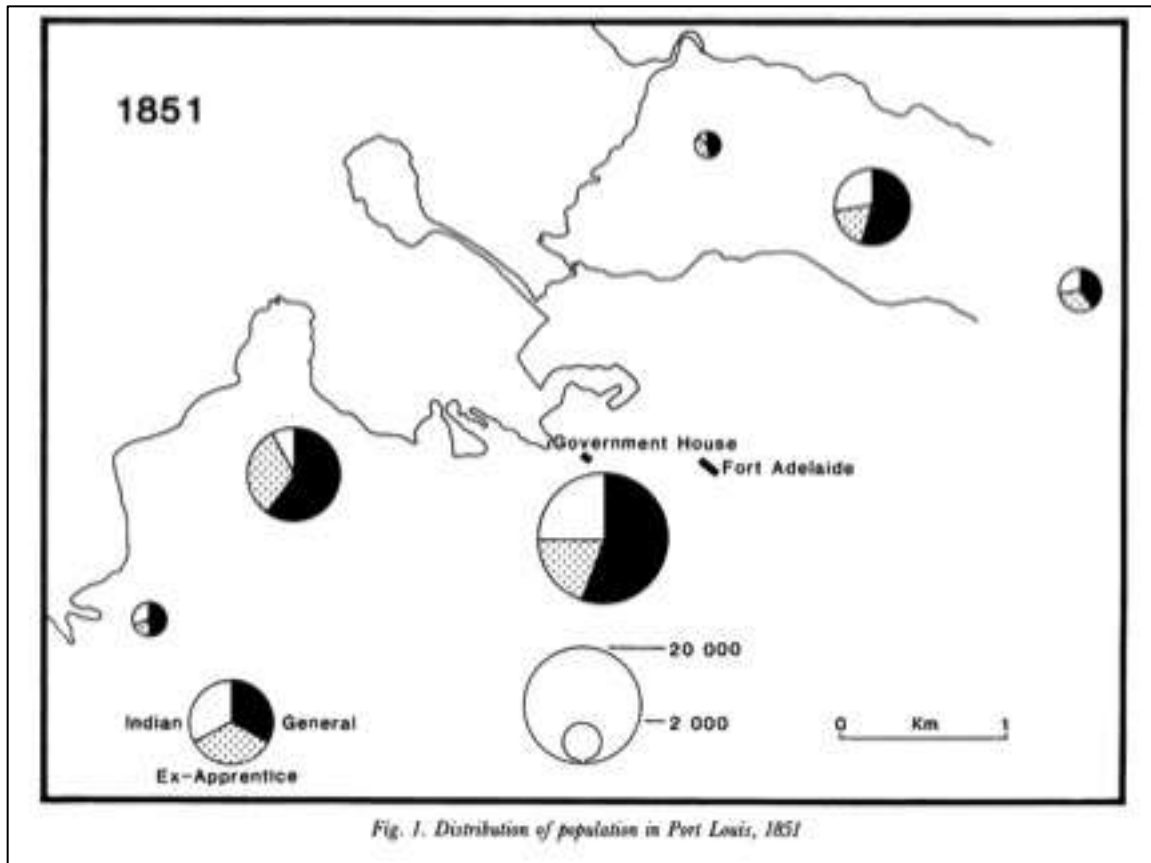 1851
Government House
Fort Adelaide
20 000
2 000
Indian
General
Ex-Apprentice
0 Km 1
Fig. 1. Distribution of population in Port Louis, 1851